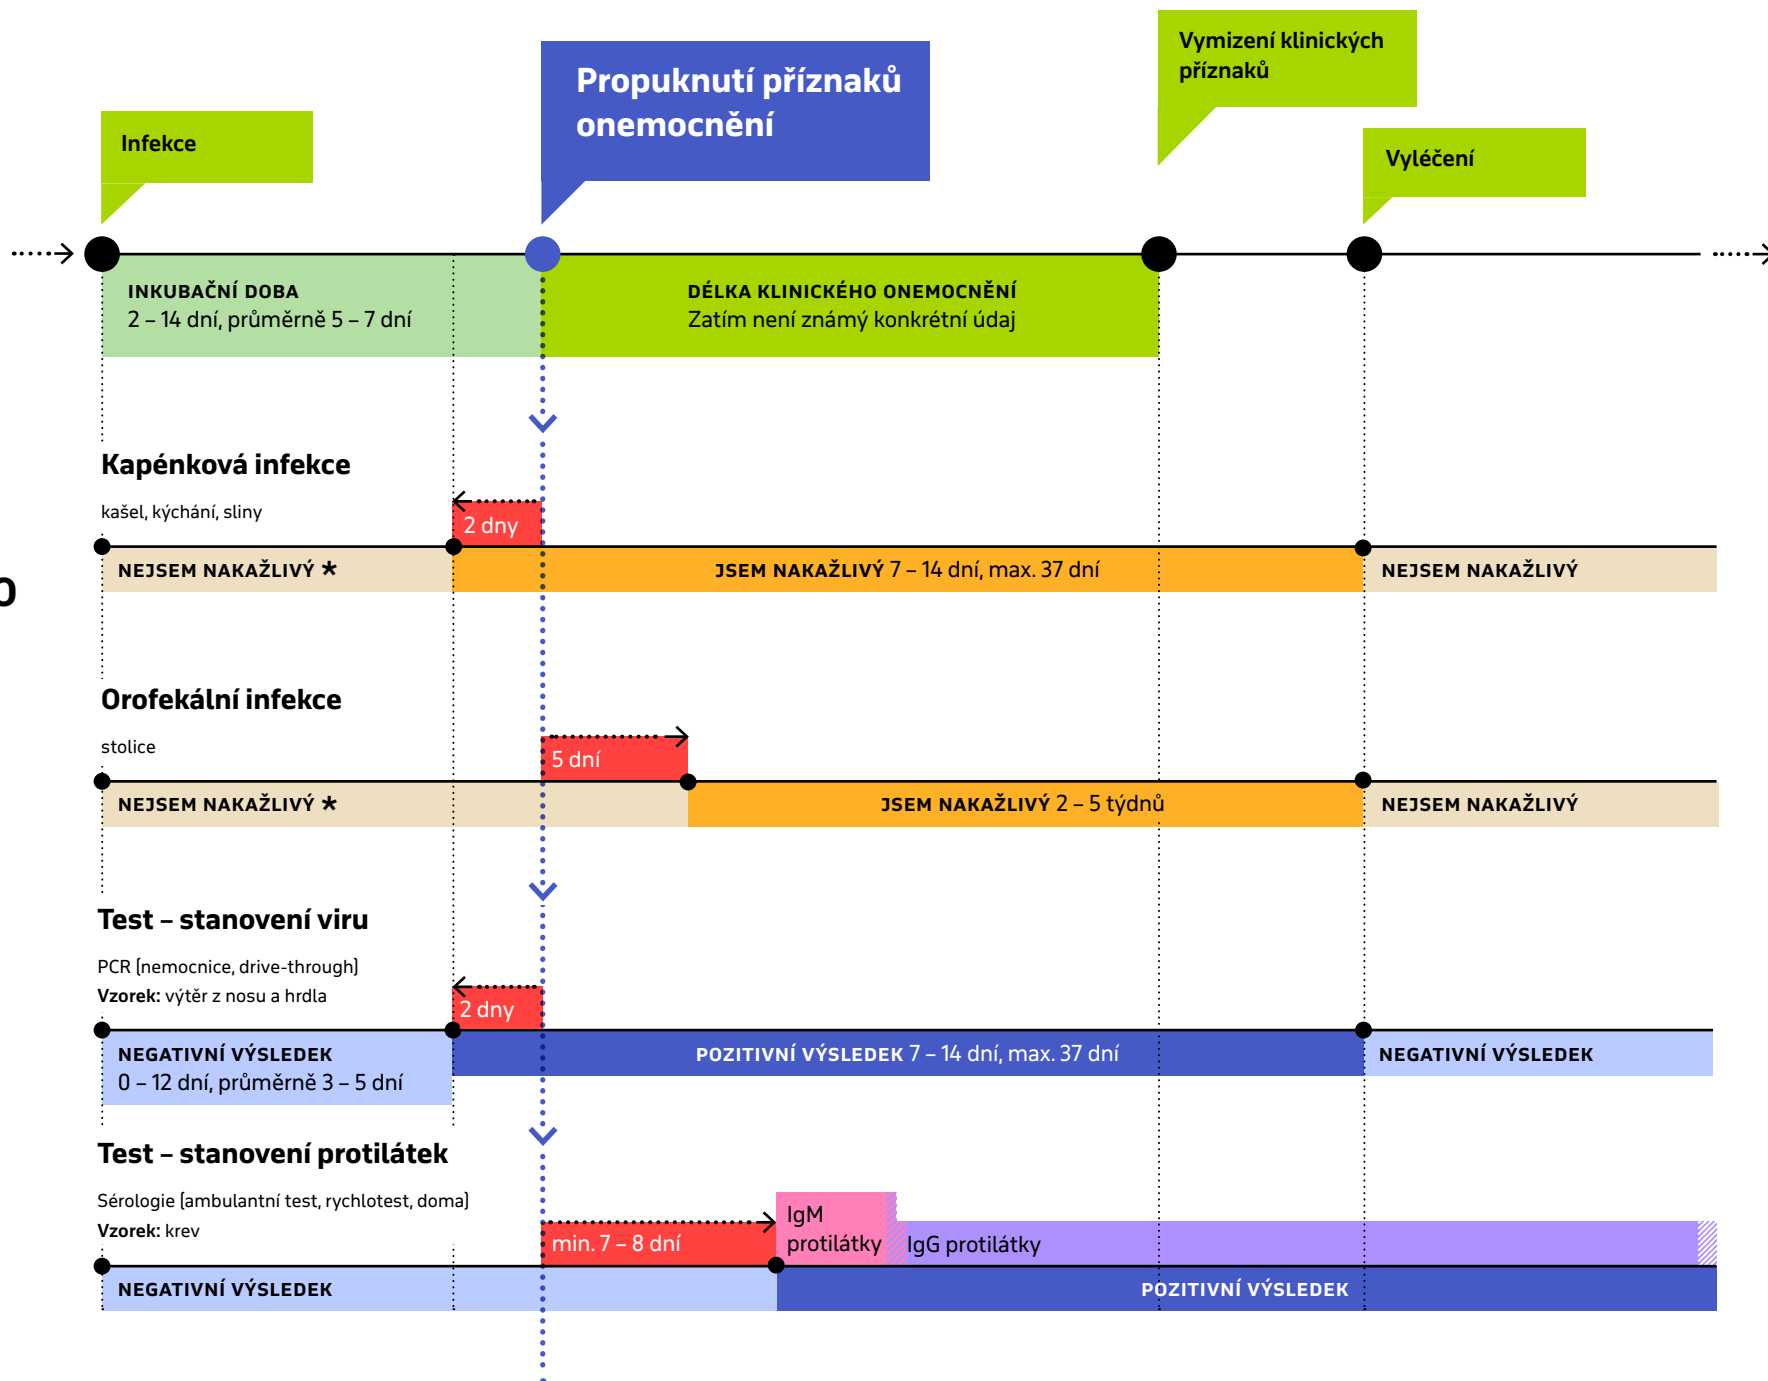 Vymizení klinických
příznaků
Propuknutí příznaků
onemocnění
Infekce
Vyléčení
INKUBAČNÍ DOBA
2 – 14 dní, průměrně 5 – 7 dní
DÉLKA KLINICKÉHO ONEMOCNĚNÍ
Zatím není známý konkrétní údaj
Kapénková infekce
kašel, kýchání, sliny
2 dny
NEJSEM NAKAŽLIVÝ *
JSEM NAKAŽLIVÝ 7 – 14 dní, max. 37 dní
NEJSEM NAKAŽLIVÝ
Orofekální infekce
stolice
5 dní
NEJSEM NAKAŽLIVÝ *
JSEM NAKAŽLIVÝ 2 – 5 týdnů
NEJSEM NAKAŽLIVÝ
Test – stanovení viru
PCR (nemocnice, drive-through)
Vzorek: výtěr z nosu a hrdla
2 dny
NEGATIVNÍ VÝSLEDEK
0 – 12 dní, průměrně 3 – 5 dní
POZITIVNÍ VÝSLEDEK 7 – 14 dní, max. 37 dní
NEGATIVNÍ VÝSLEDEK
Test – stanovení protilátek
Sérologie (ambulantní test, rychlotest, doma)
Vzorek: krev
min. 7 – 8 dní
IgM
protilátky
IgG protilátky
NEGATIVNÍ VÝSLEDEK
POZITIVNÍ VÝSLEDEK